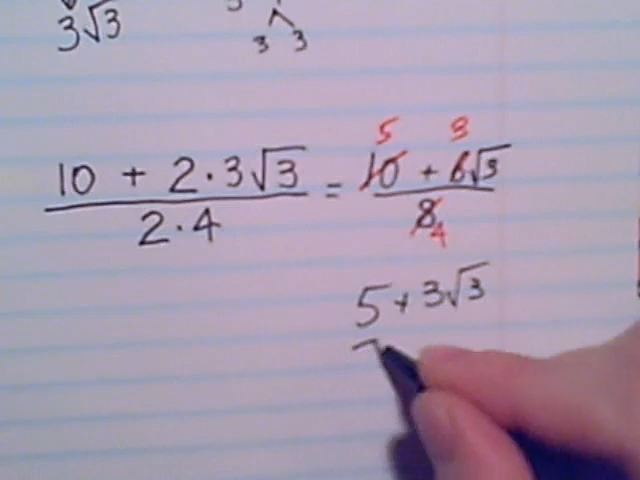 3√3
3 3
5 3
10 + 2·3√3 = 10 + 6√3
2·4 8 4
5 + 3√3